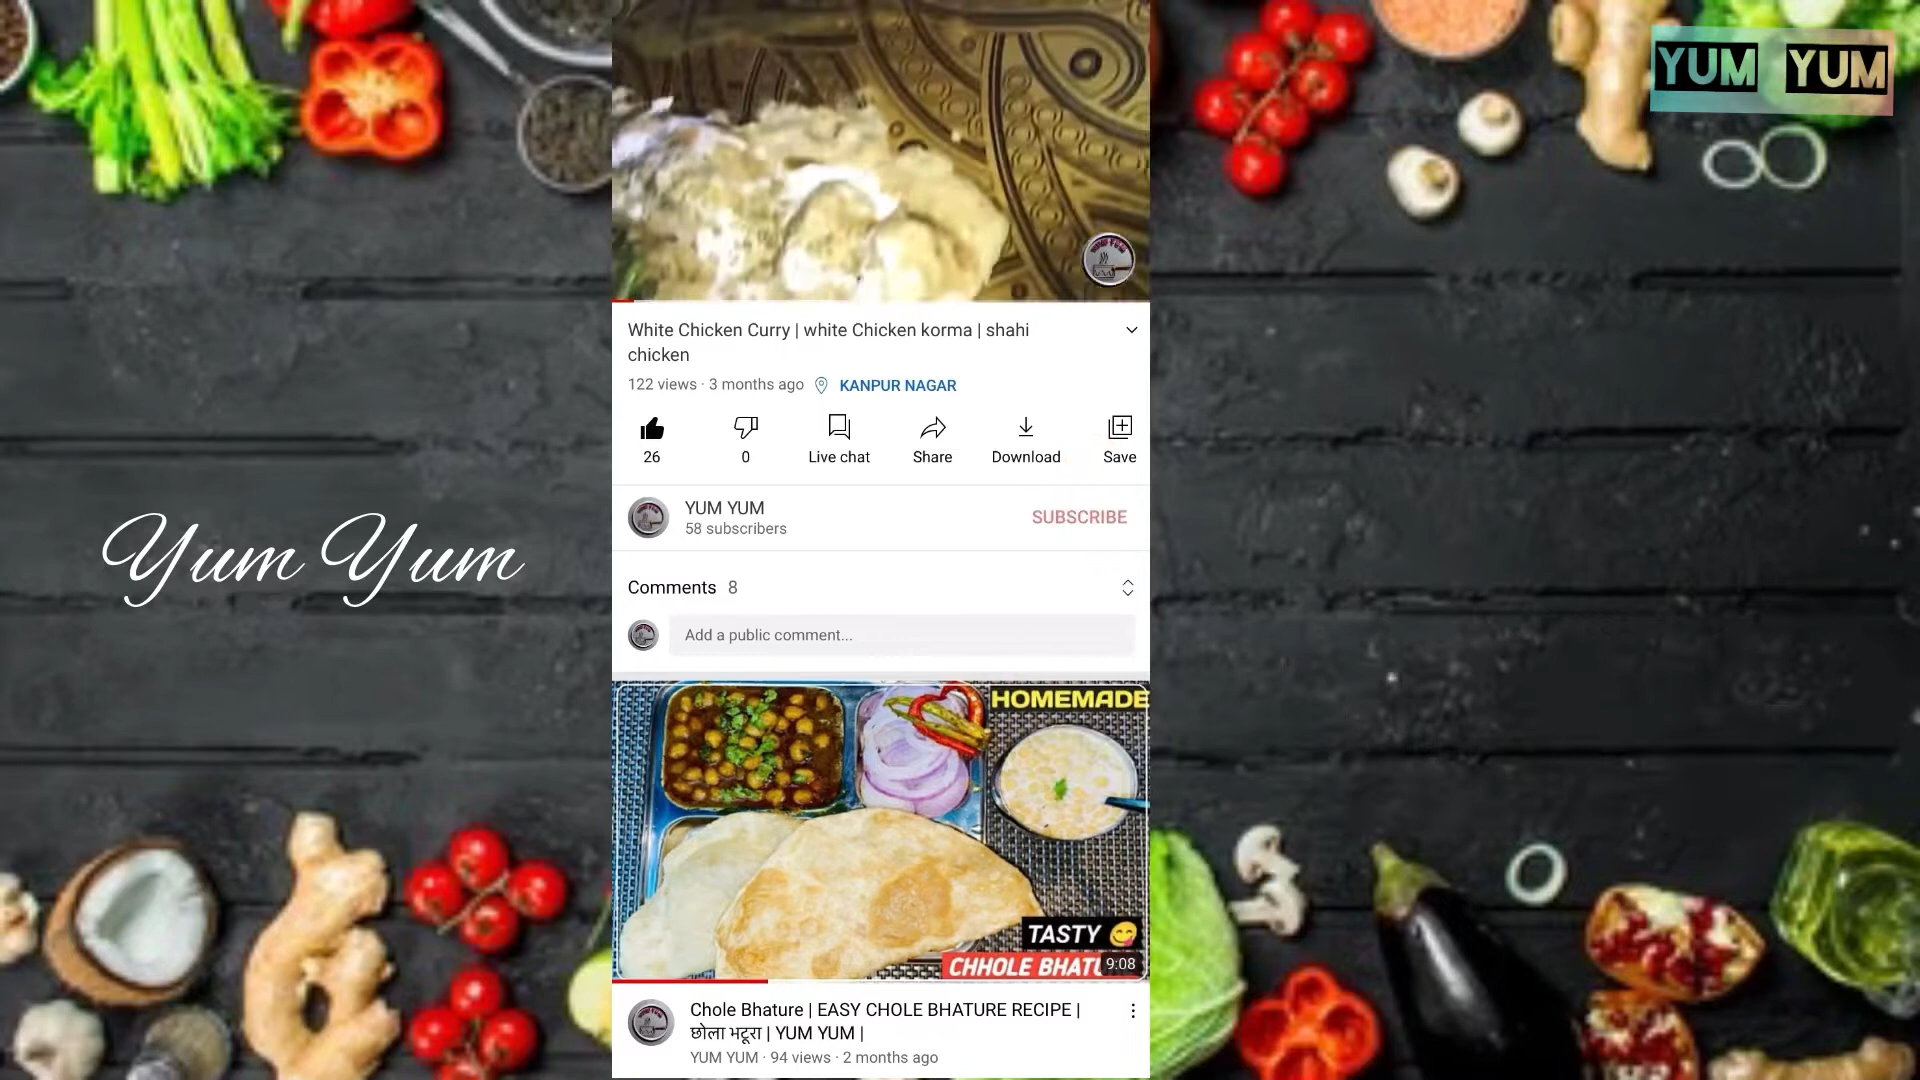 YUM YUM
White Chicken Curry | white Chicken korma | shahi
chicken
122 views · 3 months ago KANPUR NAGAR
26 0 Live chat Share Download Save
YUM YUM
58 subscribers
SUBSCRIBE
Yum Yum
Comments 8
Add a public comment...
HOMEMADE
TASTY 😋
CHHOLE BHATU
9:08
Chole Bhature | EASY CHOLE BHATURE RECIPE |
छोला भटूरा | YUM YUM |
YUM YUM · 94 views · 2 months ago